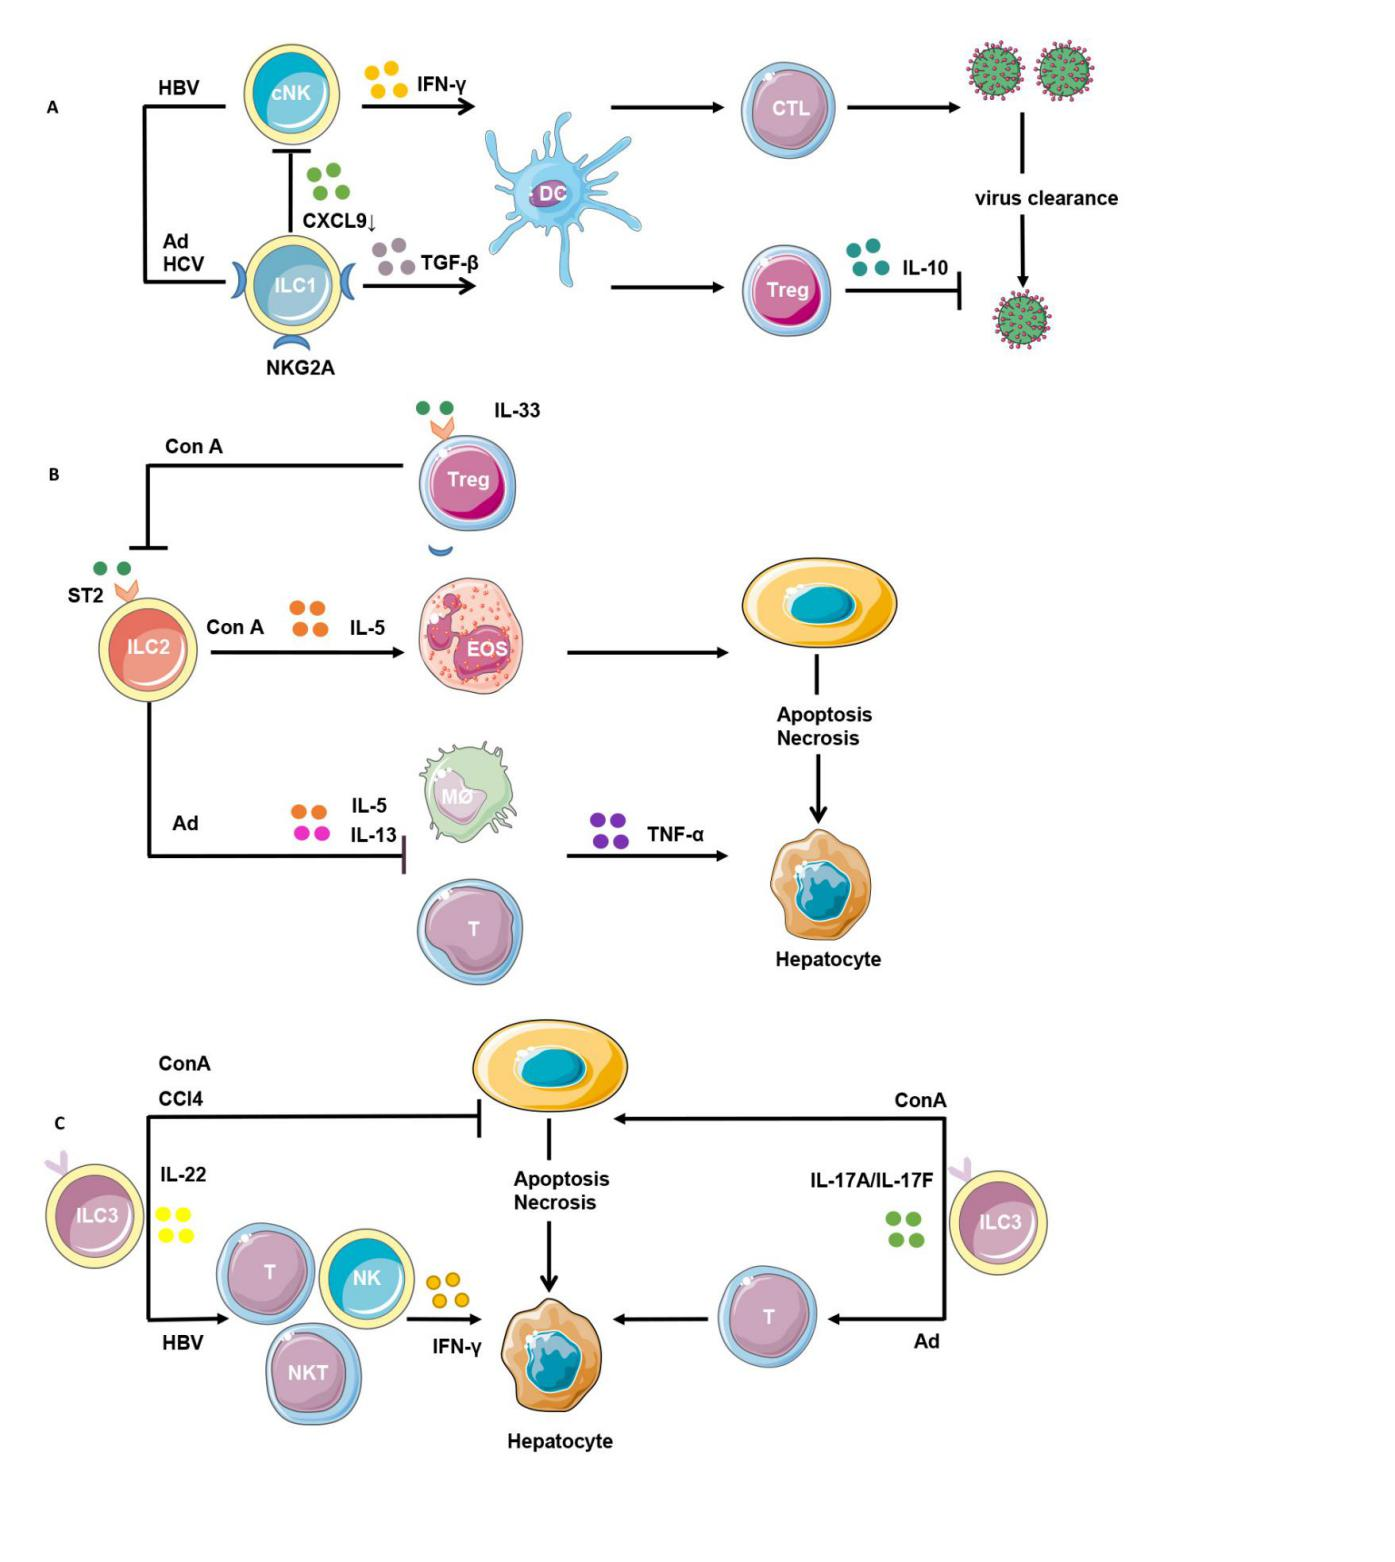 A
HBV
cNK
IFN-γ
CTL
CXCL9↓
DC
virus clearance
Ad
HCV
ILC1
TGF-β
Treg
IL-10
NKG2A
B
IL-33
Con A
Treg
ST2
ILC2
Con A
IL-5
EOS
Apoptosis
Necrosis
MØ
Ad
IL-5
IL-13
TNF-α
T
Hepatocyte
C
ConA
CCl4
ConA
ILC3
IL-22
Apoptosis
Necrosis
IL-17A/IL-17F
ILC3
T
NK
NKT
HBV
IFN-γ
T
Ad
Hepatocyte